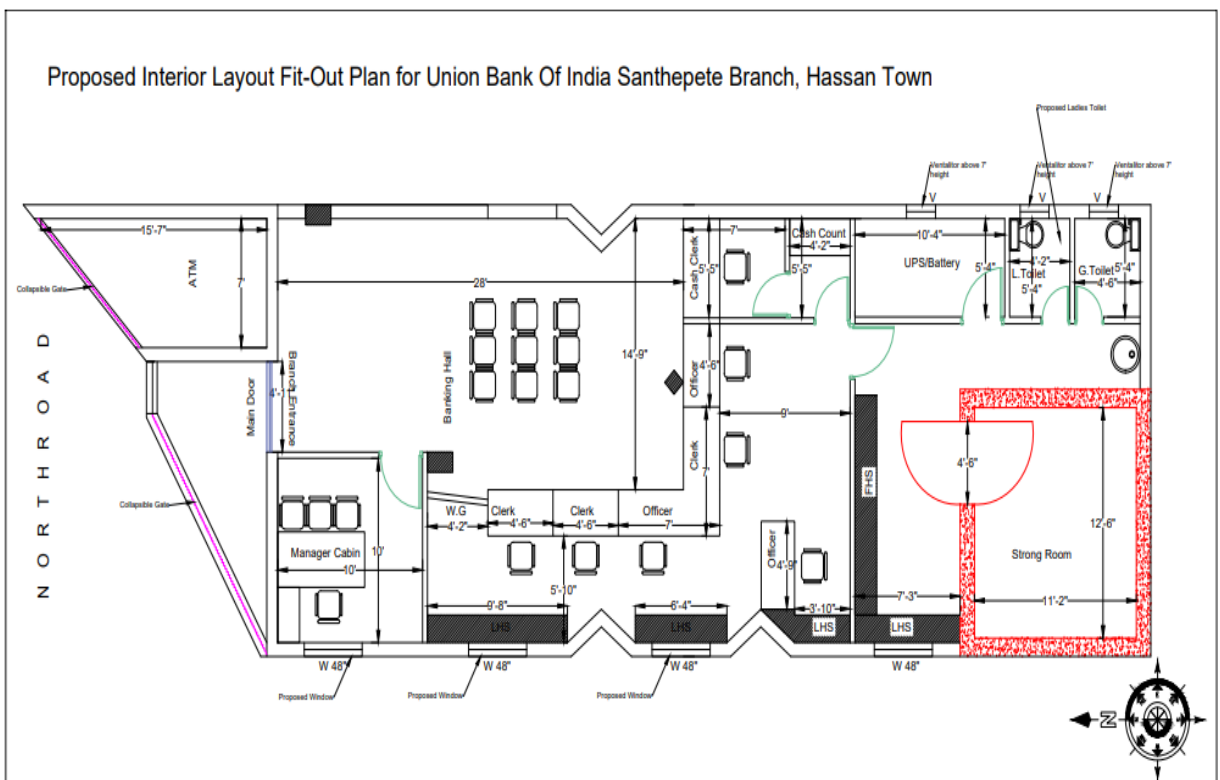 Proposed Interior Layout Fit-Out Plan for Union Bank Of India Santhepete Branch, Hassan Town
Proposed Ladies Toilet
Ventalitor above 7'
height
Ventalitor above 7'
height
Ventalitor above 7'
height
V
V
V
15'-7"
ATM
7'
Collapsible Gate
28'
7'
Cash Clerk
5'-5"
Cash Count
4'-2"
5'-5"
10'-4"
UPS/Battery
5'-4"
4'-2"
L.Toilet
5'-4"
G.Toilet
5'-4"
4'-6"
NORTHROAD
Main Door
4'-1
Branch Entrance
Banking Hall
14'-9"
Officer
4'-6"
9'
Clerk
7'
FHS
4'-6"
12'-6"
Strong Room
11'-2"
7'-3"
Collapsible Gate
Manager Cabin
10'
10'
W.G
4'-2"
Clerk
4'-6"
Clerk
4'-6"
Officer
7'
5'-10"
Officer
4'-9"
3'-10"
9'-8"
6'-4"
LHS
LHS
LHS
LHS
W 48"
W 48"
W 48"
W 48"
Proposed Window
Proposed Window
Proposed Window
N